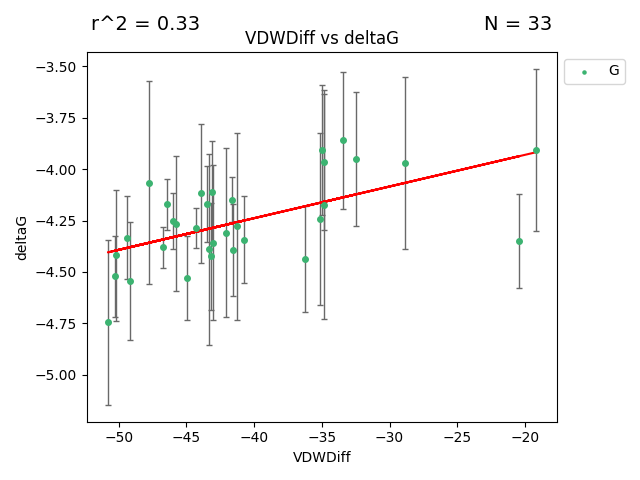 r^2 = 0.33
N = 33
VDWDiff vs deltaG
G
−3.50
−3.75
−4.00
−4.25
−4.50
−4.75
−5.00
deltaG
−50
−45
−40
−35
−30
−25
−20
VDWDiff